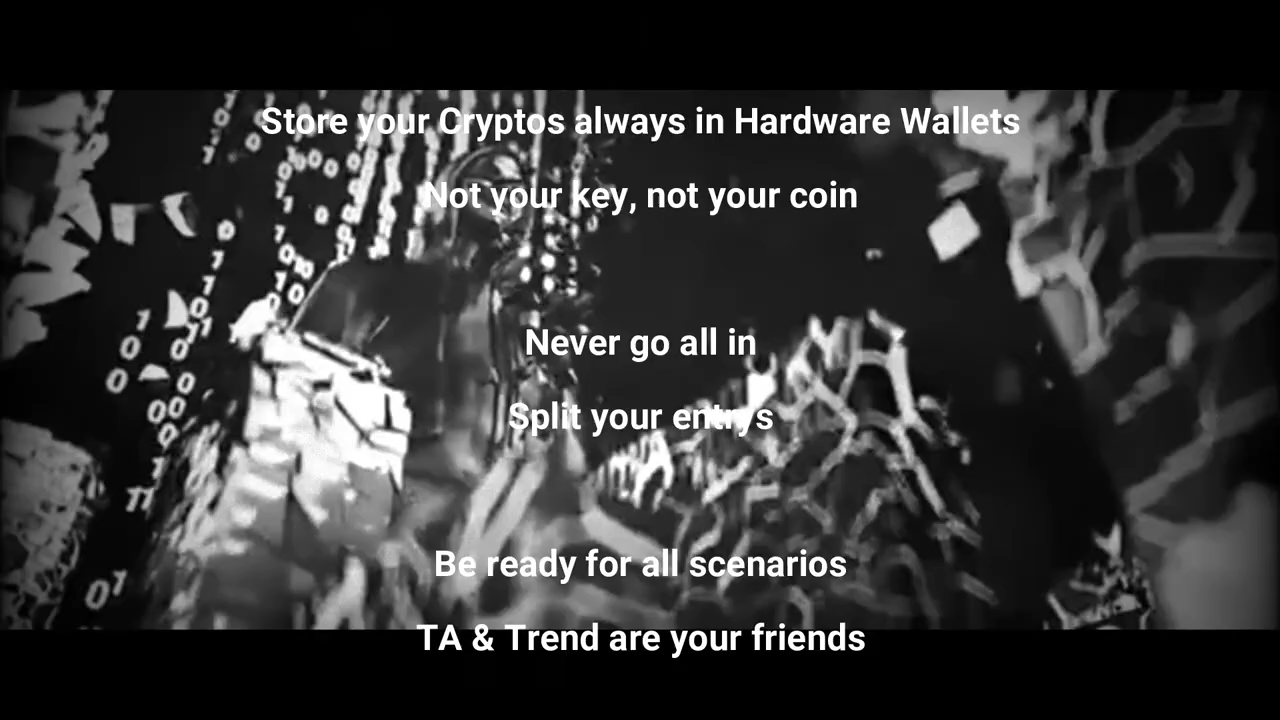 Store your Cryptos always in Hardware Wallets
Not your key, not your coin
Never go all in
Split your entrys
Be ready for all scenarios
TA & Trend are your friends